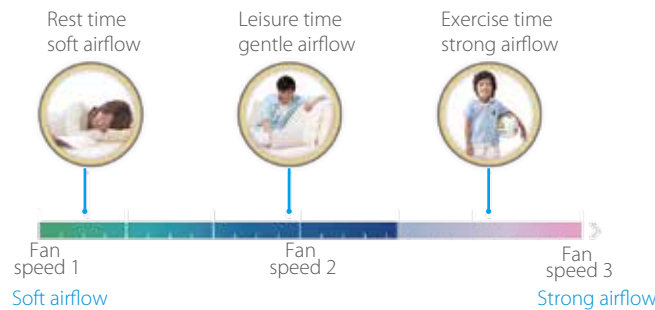 Rest time
soft airflow
Leisure time
gentle airflow
Exercise time
strong airflow
Fan
speed 1
Fan
speed 2
Fan
speed 3
Soft airflow
Strong airflow